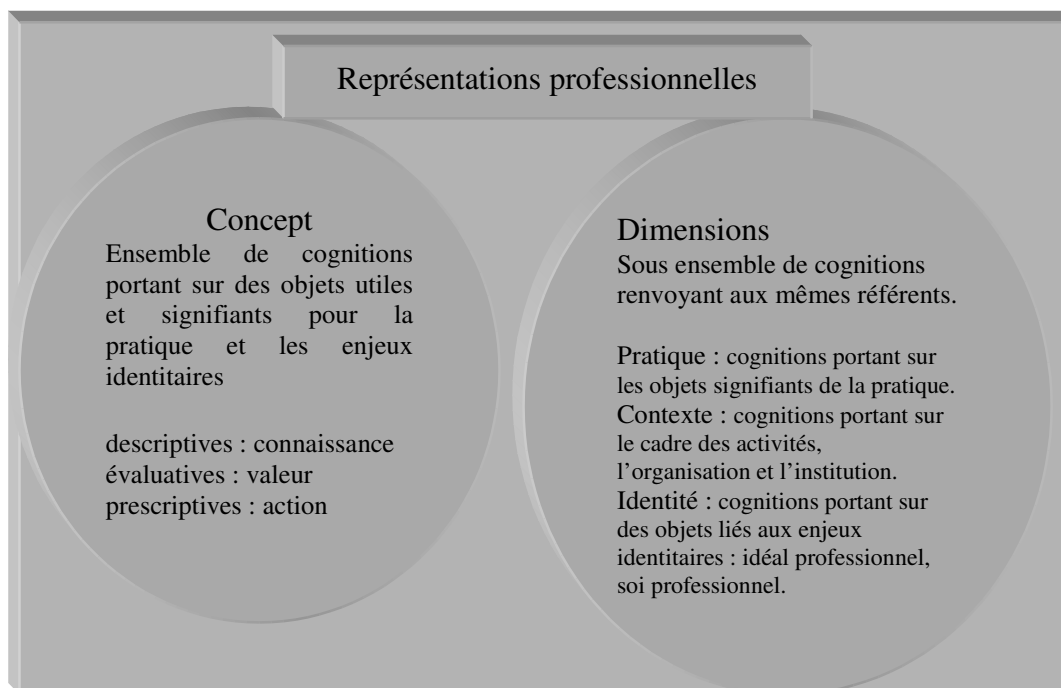 Représentations professionnelles
Concept
Ensemble de cognitions
portant sur des objets utiles
et signifiants pour la
pratique et les enjeux
identitaires
descriptives : connaissance
évaluatives : valeur
prescriptives : action
Dimensions
Sous ensemble de cognitions
renvoyant aux mêmes référents.
Pratique : cognitions portant sur
les objets signifiants de la pratique.
Contexte : cognitions portant sur
le cadre des activités,
l’organisation et l’institution.
Identité : cognitions portant sur
des objets liés aux enjeux
identitaires : idéal professionnel,
soi professionnel.